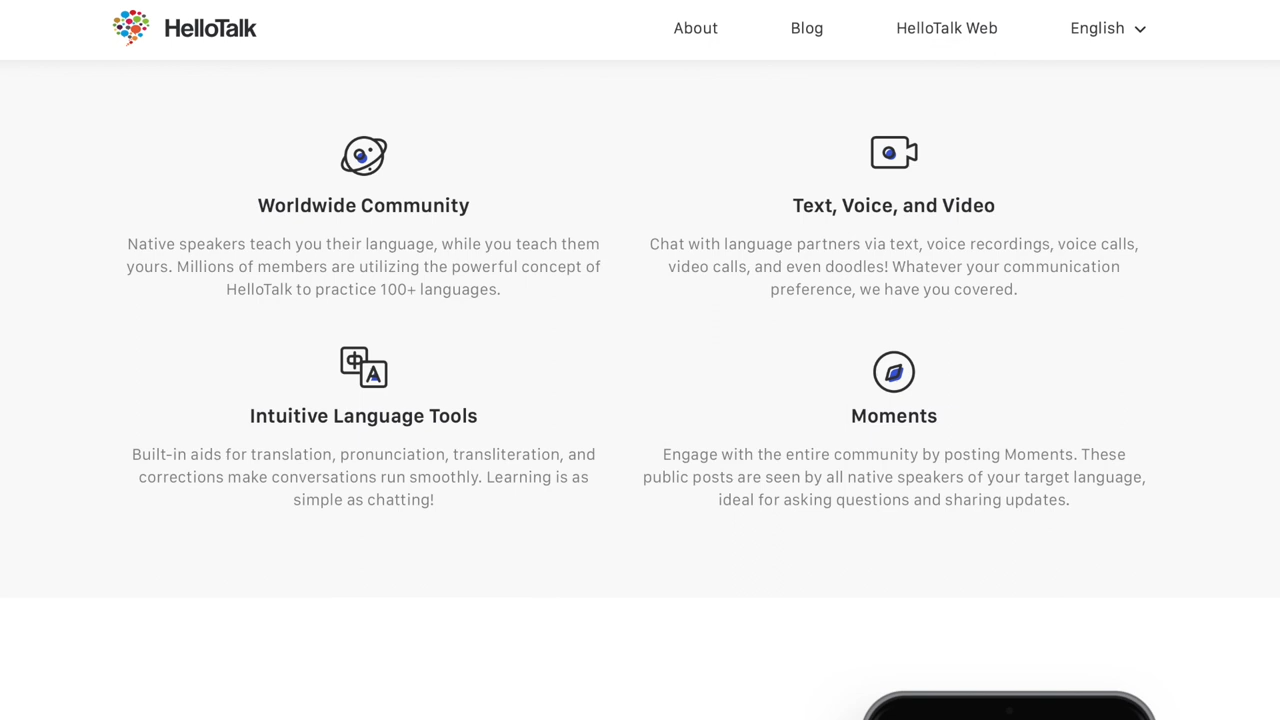 HelloTalk
About
Blog
HelloTalk Web
English
Worldwide Community
Native speakers teach you their language, while you teach them
yours. Millions of members are utilizing the powerful concept of
HelloTalk to practice 100+ languages.
Text, Voice, and Video
Chat with language partners via text, voice recordings, voice calls,
video calls, and even doodles! Whatever your communication
preference, we have you covered.
中
A
Intuitive Language Tools
Built-in aids for translation, pronunciation, transliteration, and
corrections make conversations run smoothly. Learning is as
simple as chatting!
Moments
Engage with the entire community by posting Moments. These
public posts are seen by all native speakers of your target language,
ideal for asking questions and sharing updates.